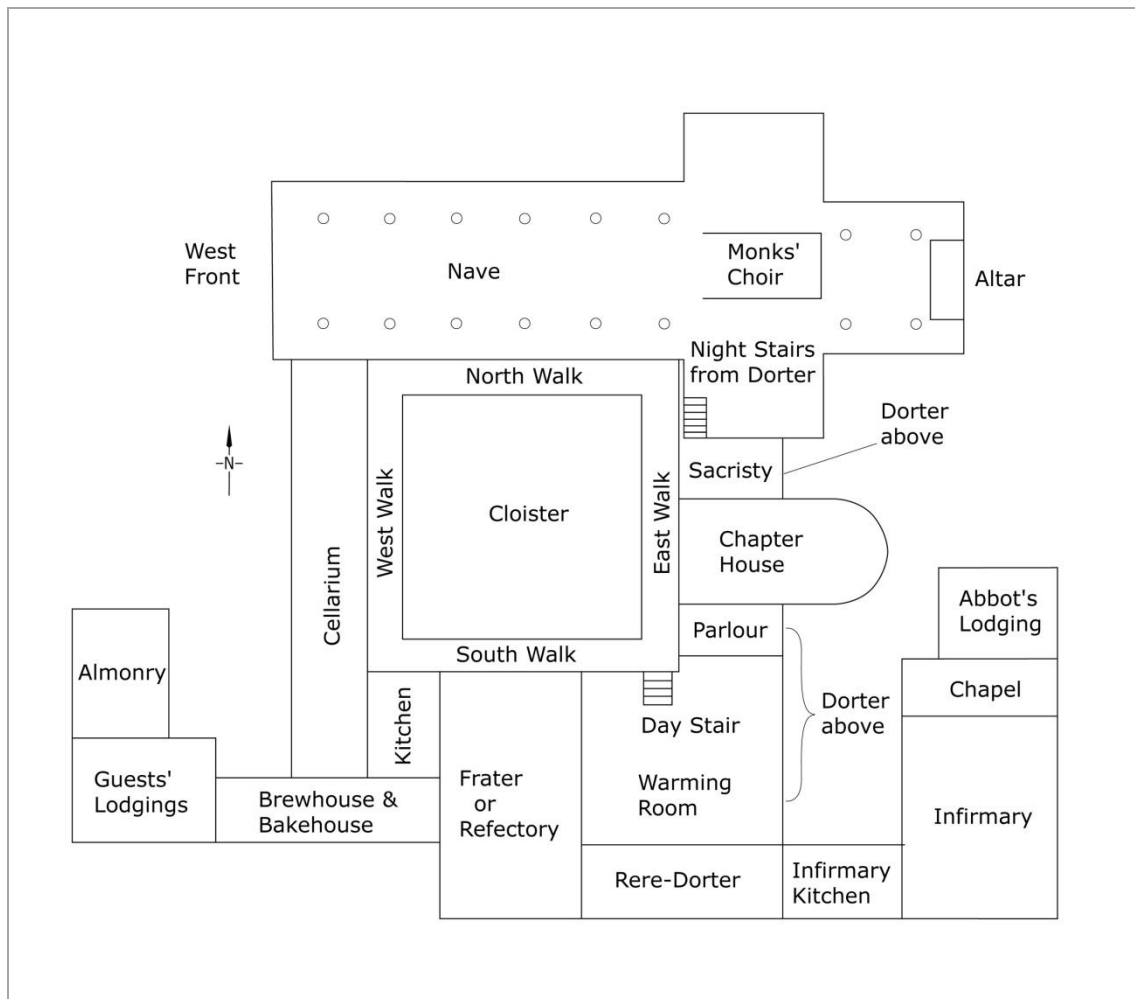 West
Front
Nave
Monks'
Choir
Altar
Night Stairs
from Dorter
North Walk
Dorter
above
-N-
Sacristy
West Walk
Cloister
East Walk
Chapter
House
Cellarium
Abbot's
Lodging
Parlour
South Walk
Almonry
Chapel
Kitchen
Day Stair
Dorter
above
Guests'
Lodgings
Brewhouse &
Bakehouse
Frater
or
Refectory
Warming
Room
Infirmary
Rere-Dorter
Infirmary
Kitchen